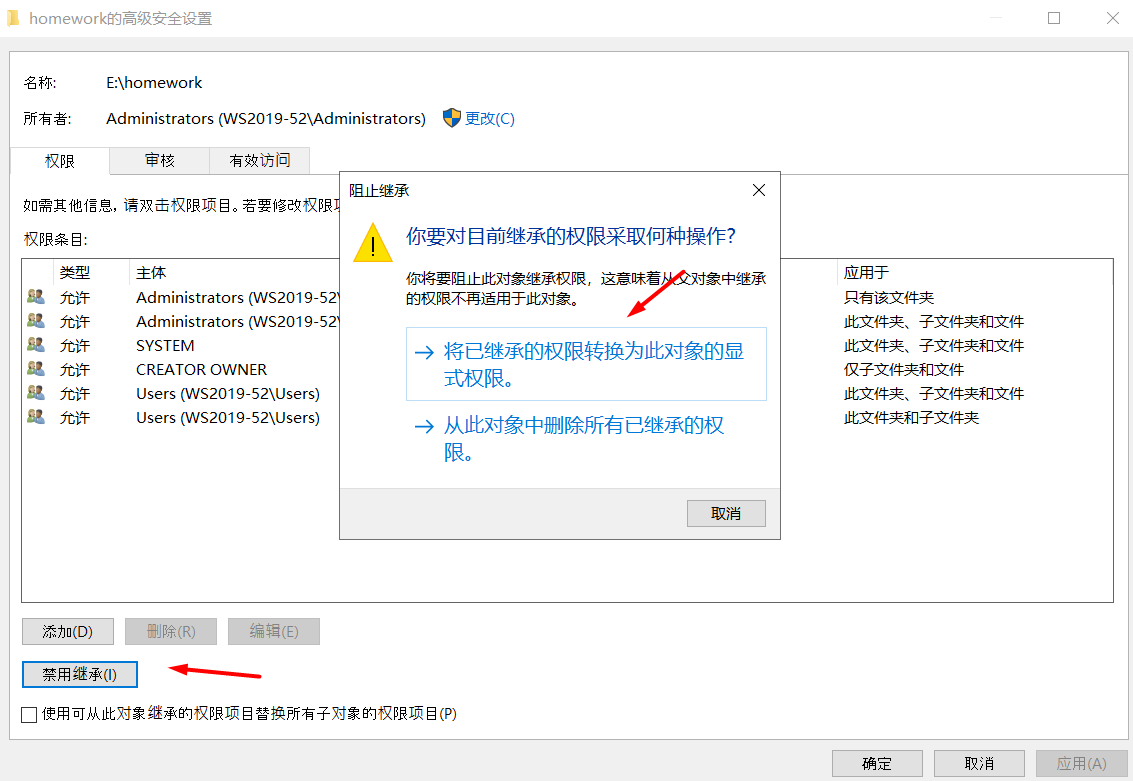 homework的高级安全设置
名称: E:\homework
所有者: Administrators (WS2019-52\Administrators) 更改(C)
权限 审核 有效访问
如需其他信息，请双击权限项目。若要修改权限
权限条目:
类型 主体 应用于
允许 Administrators (WS2019-52\ 只有该文件夹
允许 Administrators (WS2019-52\ 此文件夹、子文件夹和文件
允许 SYSTEM 此文件夹、子文件夹和文件
允许 CREATOR OWNER 仅子文件夹和文件
允许 Users (WS2019-52\Users) 此文件夹、子文件夹和文件
允许 Users (WS2019-52\Users) 此文件夹和子文件夹
阻止继承
你要对目前继承的权限采取何种操作?
你将要阻止此对象继承权限，这意味着从父对象中继承
的权限不再适用于此对象。
将已继承的权限转换为此对象的显
式权限。
从此对象中删除所有已继承的权
限。
取消
添加(D) 删除(R) 编辑(E)
禁用继承(I)
使用可从此对象继承的权限项目替换所有子对象的权限项目(P)
确定 取消 应用(A)